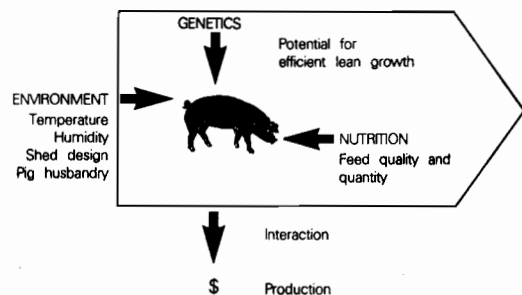 GENETICS
Potential for
efficient lean growth
ENVIRONMENT
Temperature
Humidity
Shed design
Pig husbandry
NUTRITION
Feed quality and
quantity
Interaction
$ Production